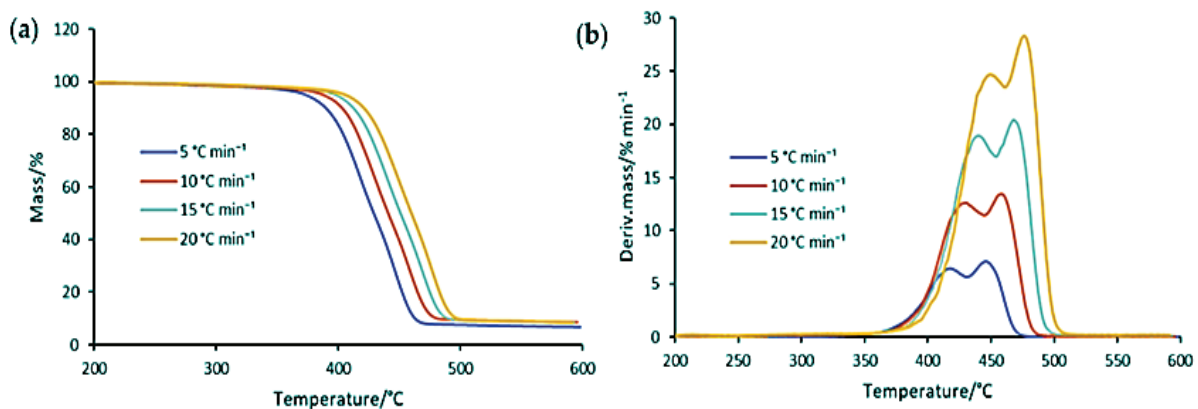 (a)
120
100
80
60
40
20
0
Mass/%
5 °C min⁻¹
10 °C min⁻¹
15 °C min⁻¹
20 °C min⁻¹
200 300 400 500 600
Temperature/°C
(b)
30
25
20
15
10
5
0
Deriv.mass/% min⁻¹
5 °C min⁻¹
10 °C min⁻¹
15 °C min⁻¹
20 °C min⁻¹
200 250 300 350 400 450 500 550 600
Temperature/°C